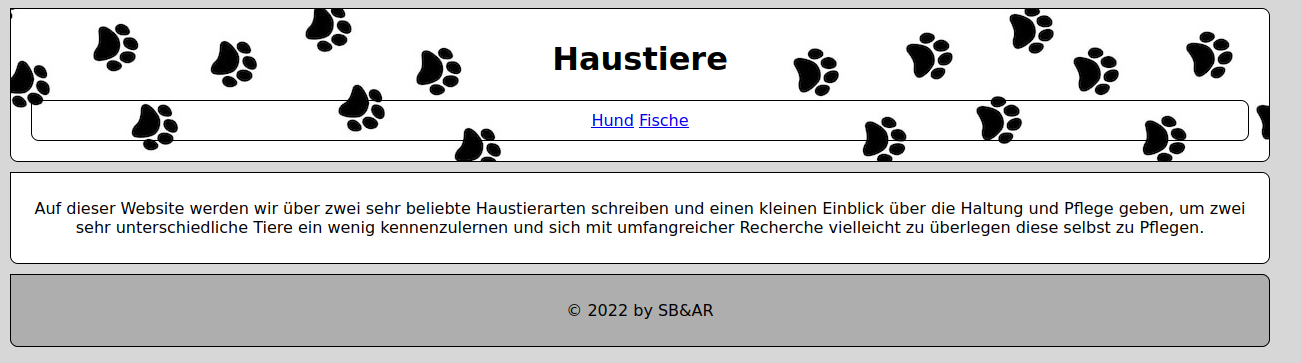 Haustiere
Hund Fische
Auf dieser Website werden wir über zwei sehr beliebte Haustierarten schreiben und einen kleinen Einblick über die Haltung und Pflege geben, um zwei
sehr unterschiedliche Tiere ein wenig kennenzulernen und sich mit umfangreicher Recherche vielleicht zu überlegen diese selbst zu Pflegen.
© 2022 by SB&AR